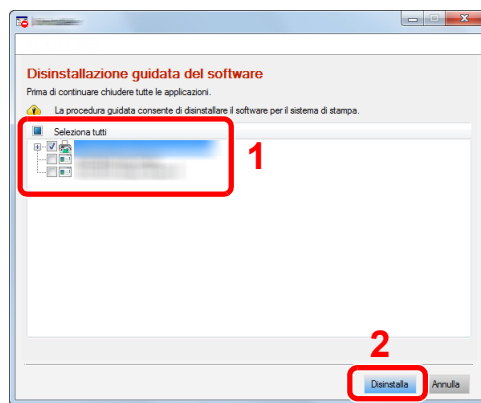 Disinstallazione guidata del software
Prima di continuare chiudere tutte le applicazioni.
La procedura guidata consente di disinstallare il software per il sistema di stampa.
Seleziona tutti
1
2
Disinstalla Annulla